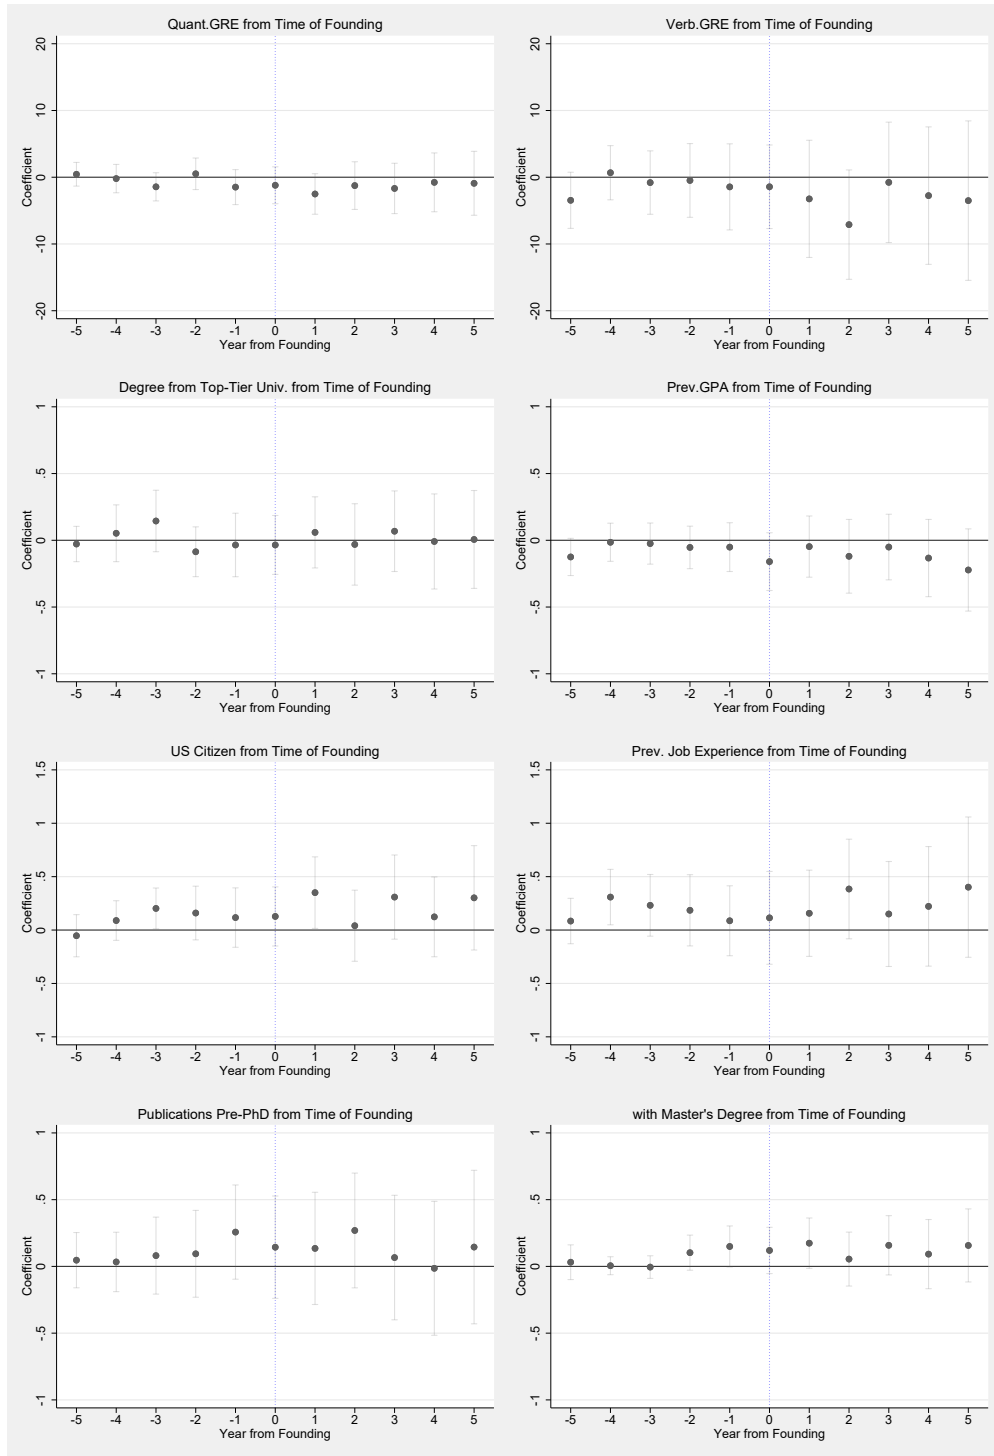 Quant.GRE from Time of Founding
Coefficient
20
10
0
-10
-20
-5 -4 -3 -2 -1 0 1 2 3 4 5
Year from Founding
Verb.GRE from Time of Founding
Coefficient
20
10
0
-10
-20
-5 -4 -3 -2 -1 0 1 2 3 4 5
Year from Founding
Degree from Top-Tier Univ. from Time of Founding
Coefficient
1
.5
0
-.5
-1
-5 -4 -3 -2 -1 0 1 2 3 4 5
Year from Founding
Prev.GPA from Time of Founding
Coefficient
1
.5
0
-.5
-1
-5 -4 -3 -2 -1 0 1 2 3 4 5
Year from Founding
US Citizen from Time of Founding
Coefficient
1.5
1
.5
0
-.5
-1
-5 -4 -3 -2 -1 0 1 2 3 4 5
Year from Founding
Prev. Job Experience from Time of Founding
Coefficient
1.5
1
.5
0
-.5
-1
-5 -4 -3 -2 -1 0 1 2 3 4 5
Year from Founding
Publications Pre-PhD from Time of Founding
Coefficient
1
.5
0
-.5
-1
-5 -4 -3 -2 -1 0 1 2 3 4 5
Year from Founding
with Master's Degree from Time of Founding
Coefficient
1
.5
0
-.5
-1
-5 -4 -3 -2 -1 0 1 2 3 4 5
Year from Founding